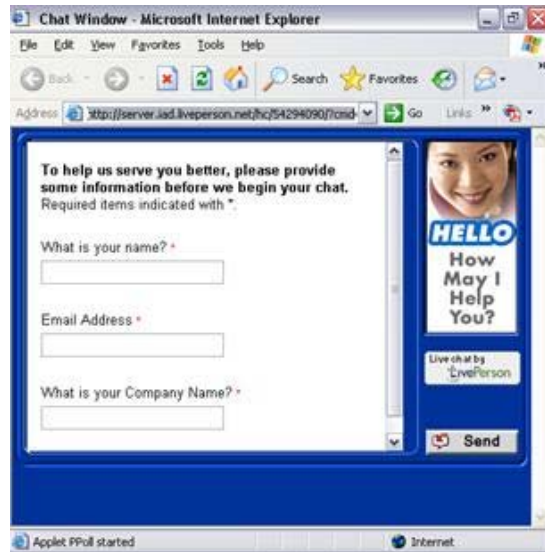 Chat Window - Microsoft Internet Explorer
File Edit View Favorites Tools Help
Back Search Favorites »
Address http://server.iad.liveperson.net/hc/54294090/?cmd- Go Links »
To help us serve you better, please provide
some information before we begin your chat.
Required items indicated with *.
What is your name? *
Email Address *
What is your Company Name? *
HELLO
How
May I
Help
You?
Live chat by
LivePerson
Send
Applet PPoll started Internet